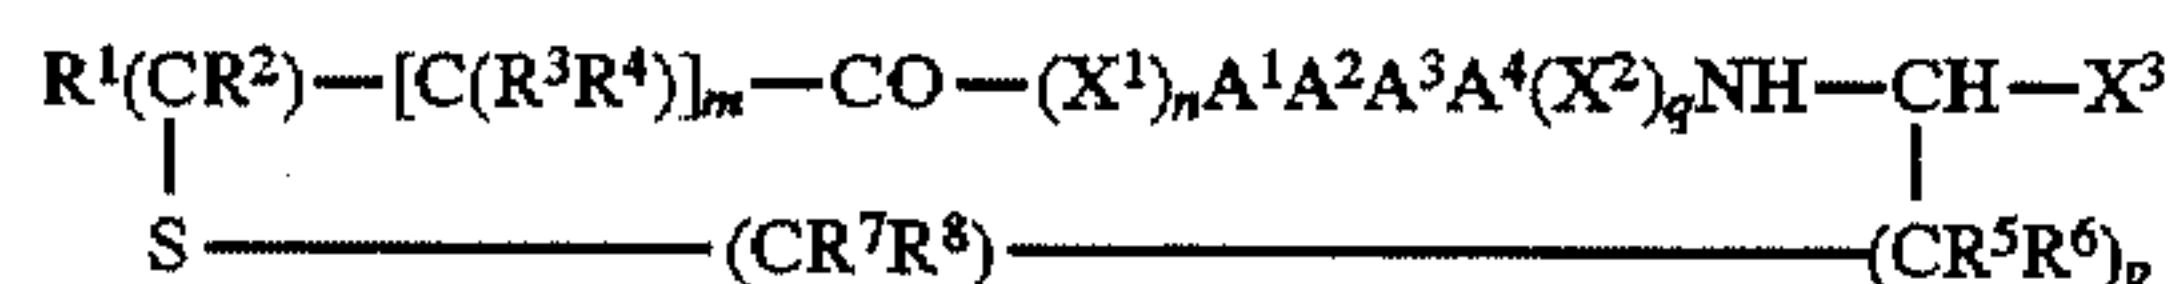 R¹(CR²)—[C(R³R⁴)]ₘ—CO—(X¹)ₙA¹A²A³A⁴(X²)qNH—CH—X³
S—(CR⁷R⁸)—(CR⁵R⁶)ₚ